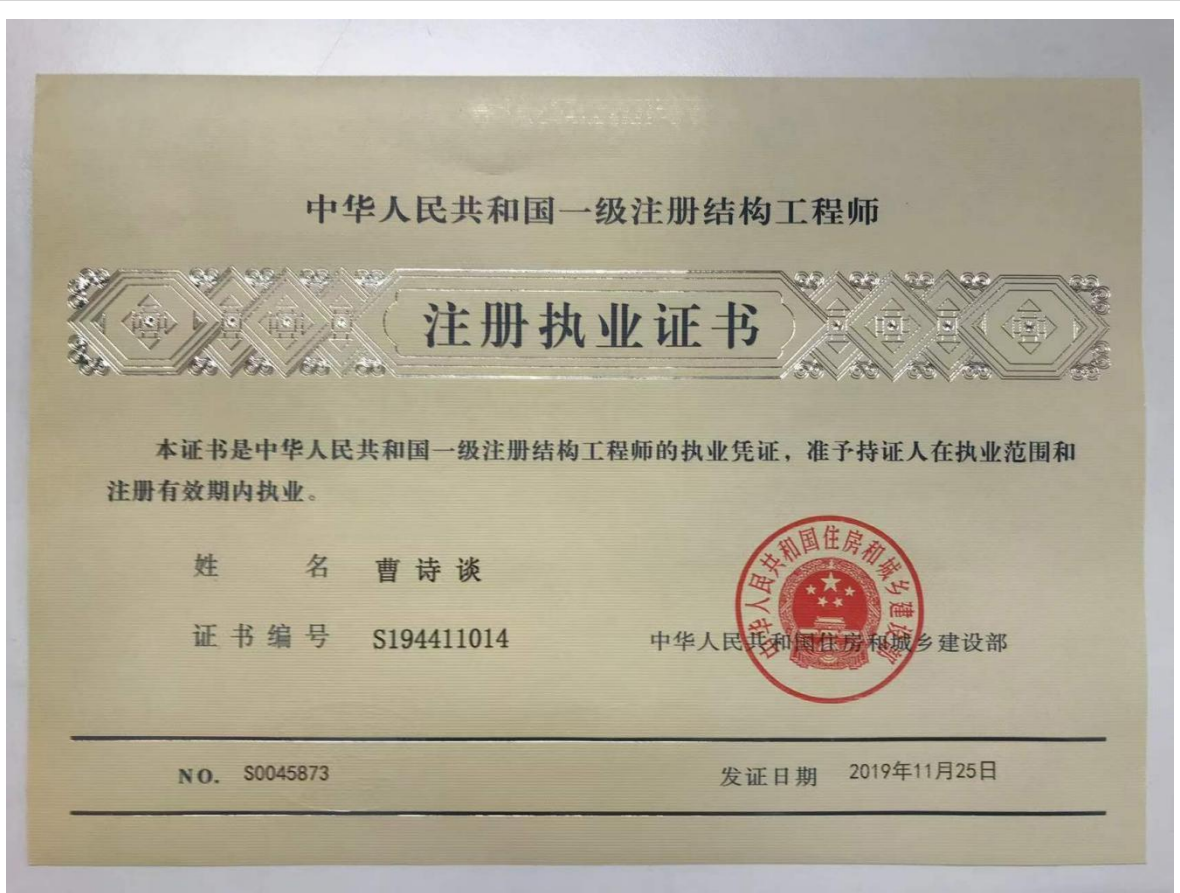 中华人民共和国一级注册结构工程师
注册执业证书
本证书是中华人民共和国一级注册结构工程师的执业凭证，准予持证人在执业范围和
注册有效期内执业。
姓名 曹诗谈
证书编号 S194411014
中华人民共和国住房和城乡建设部
中华人民共和国住房和城乡建设部
NO. S0045873
发证日期 2019年11月25日